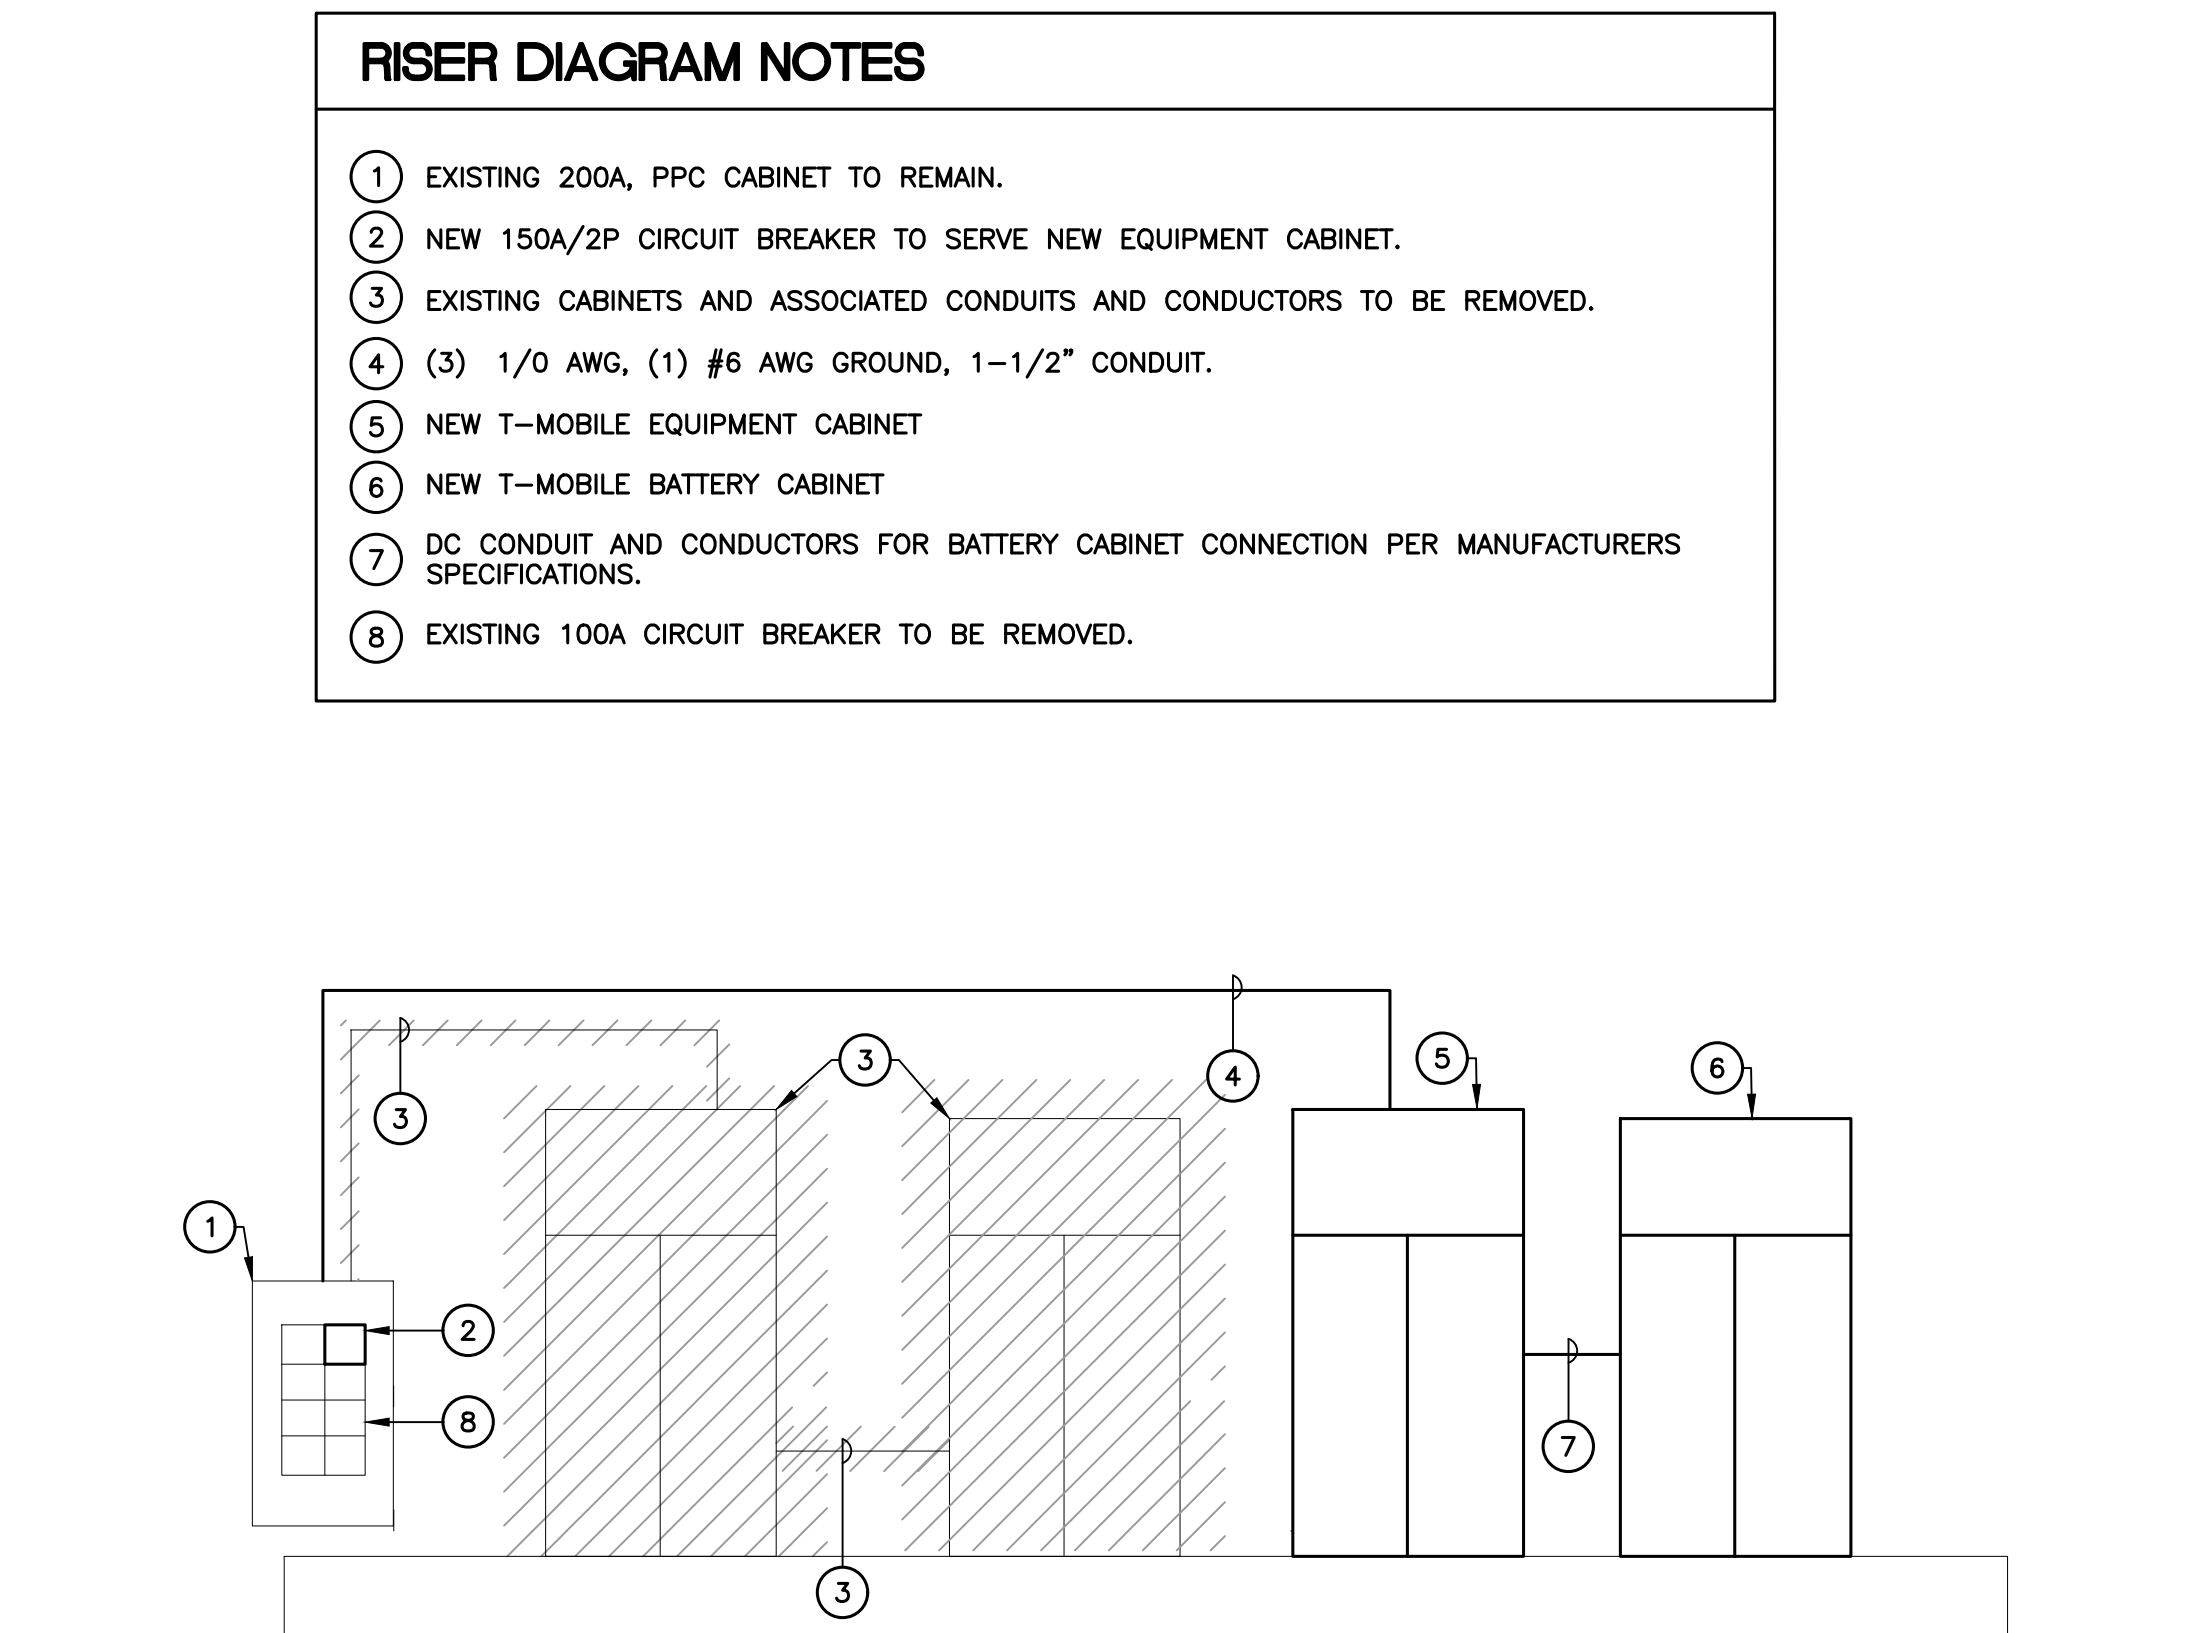 RISER DIAGRAM NOTES
1 EXISTING 200A, PPC CABINET TO REMAIN.
2 NEW 150A/2P CIRCUIT BREAKER TO SERVE NEW EQUIPMENT CABINET.
3 EXISTING CABINETS AND ASSOCIATED CONDUITS AND CONDUCTORS TO BE REMOVED.
4 (3) 1/0 AWG, (1) #6 AWG GROUND, 1-1/2" CONDUIT.
5 NEW T-MOBILE EQUIPMENT CABINET
6 NEW T-MOBILE BATTERY CABINET
7 DC CONDUIT AND CONDUCTORS FOR BATTERY CABINET CONNECTION PER MANUFACTURERS
SPECIFICATIONS.
8 EXISTING 100A CIRCUIT BREAKER TO BE REMOVED.
3
5
6
4
3
1
2
8
7
3